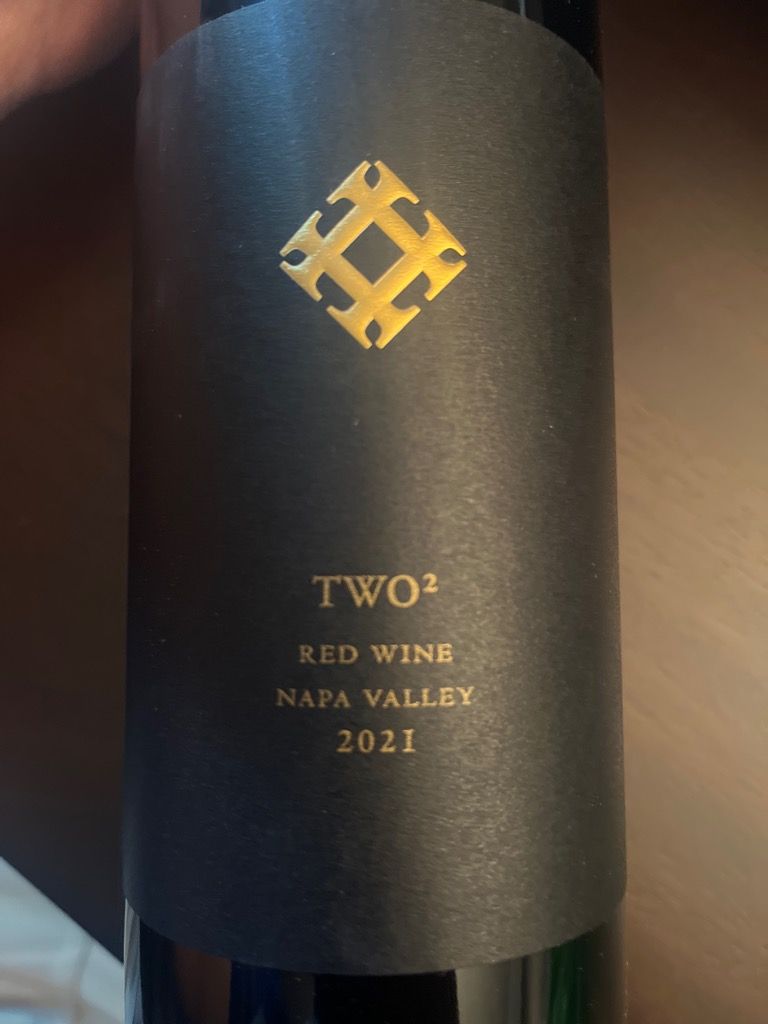 TWO²
RED WINE
NAPA VALLEY
2021